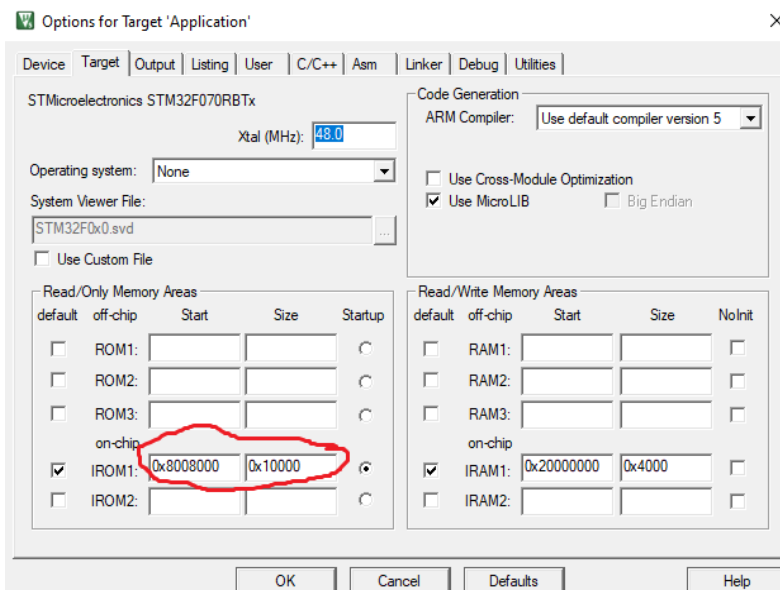 Options for Target 'Application'
Device Target Output Listing User C/C++ Asm Linker Debug Utilities
STMicroelectronics STM32F070RBTx
Xtal (MHz): 48.0
Operating system: None
System Viewer File:
STM32F0x0.svd ...
Use Custom File
Code Generation
ARM Compiler: Use default compiler version 5
Use Cross-Module Optimization
Use MicroLIB Big Endian
Read/Only Memory Areas
default off-chip Start Size Startup
ROM1:
ROM2:
ROM3:
on-chip
IROM1: 0x8008000 0x10000
IROM2:
Read/Write Memory Areas
default off-chip Start Size NoInit
RAM1:
RAM2:
RAM3:
on-chip
IRAM1: 0x20000000 0x4000
IRAM2:
OK Cancel Defaults Help